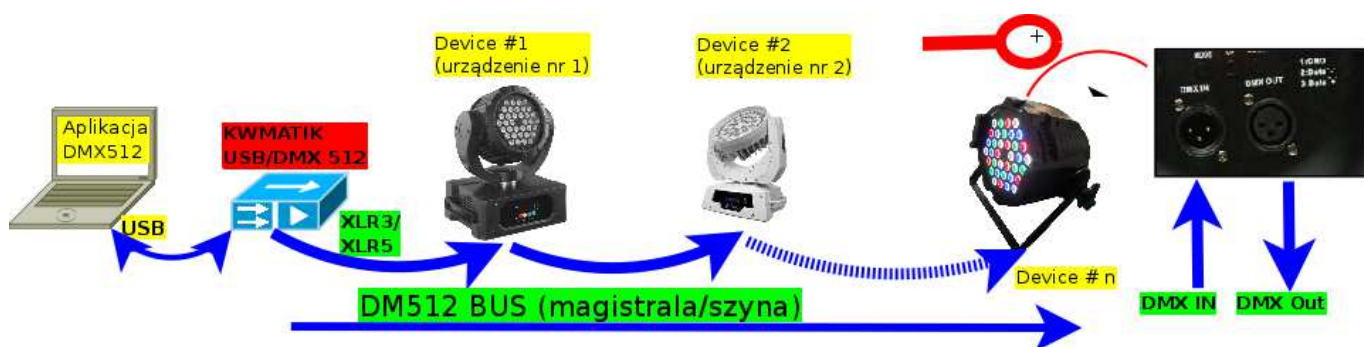 Device #1
(urządzenie nr 1)
Device #2
(urządzenie nr 2)
Aplikacja
DMX512
KWMATIK
USB/DMX 512
USB
XLR3/
XLR5
DMX IN
DMX OUT
1:GND
2:Data -
3:Data +
Device # n
DM512 BUS (magistrala/szyna)
DMX IN
DMX Out